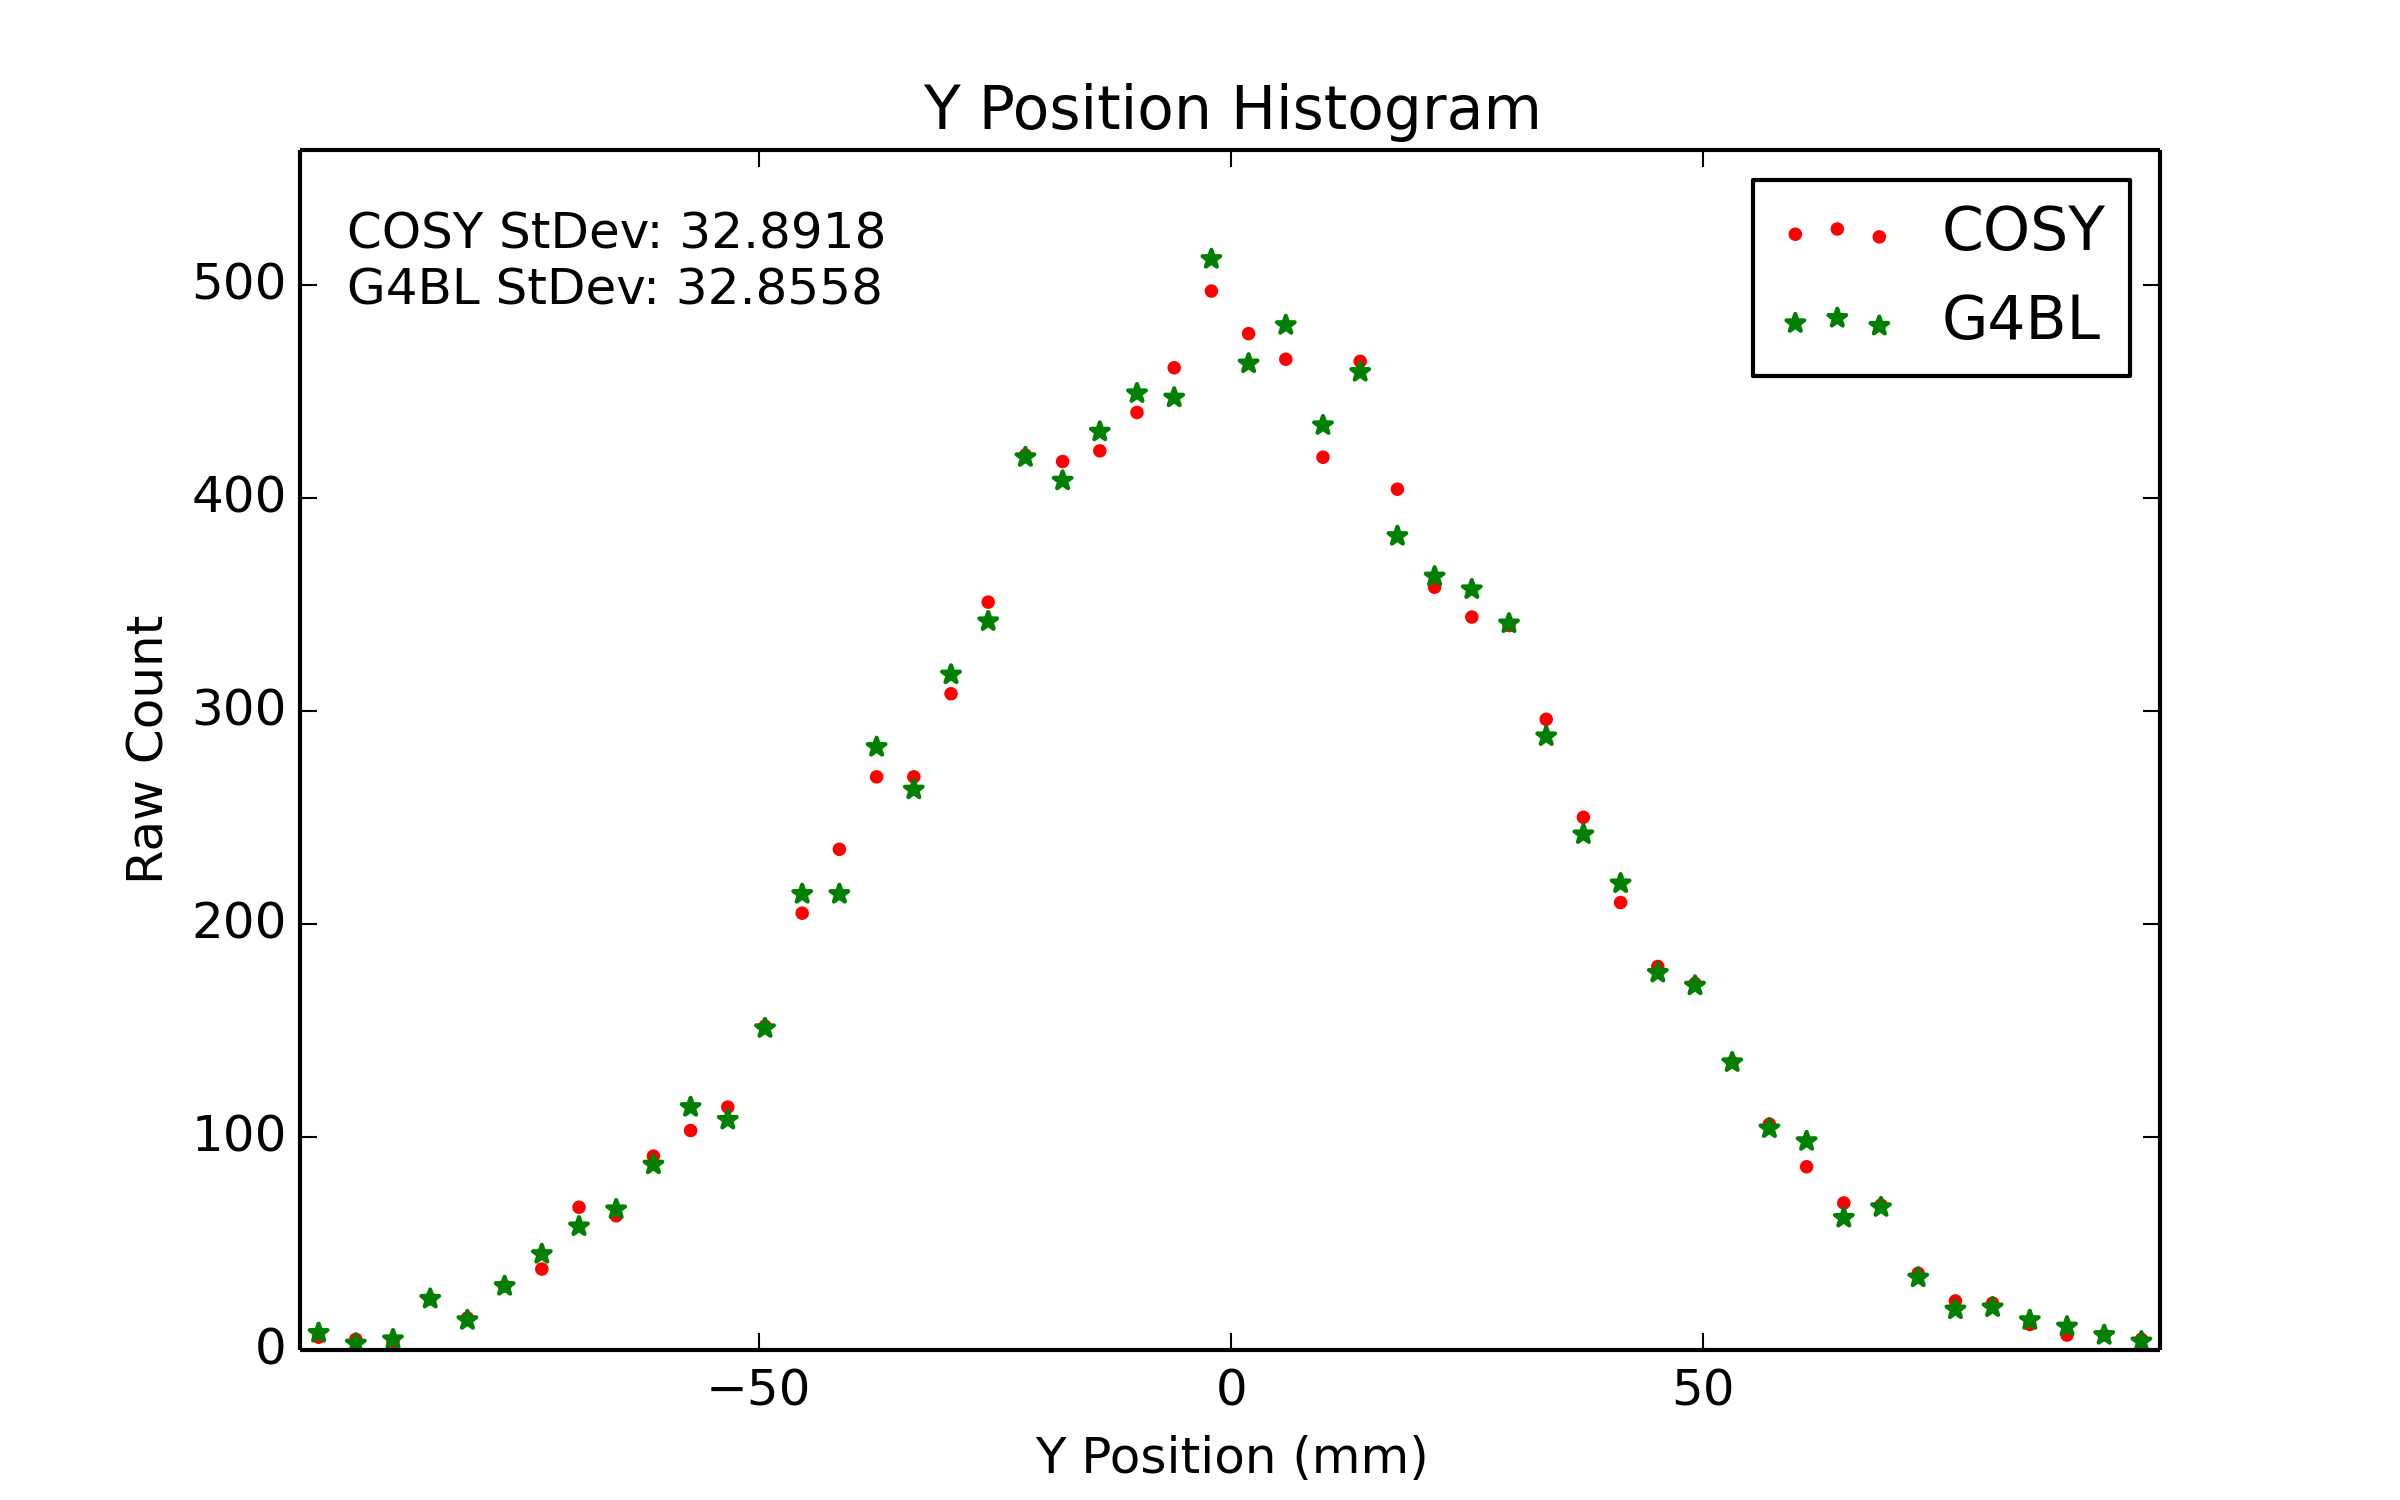 Y Position Histogram
COSY StDev: 32.8918
G4BL StDev: 32.8558
COSY
G4BL
500
400
300
200
100
0
Raw Count
−50
0
50
Y Position (mm)